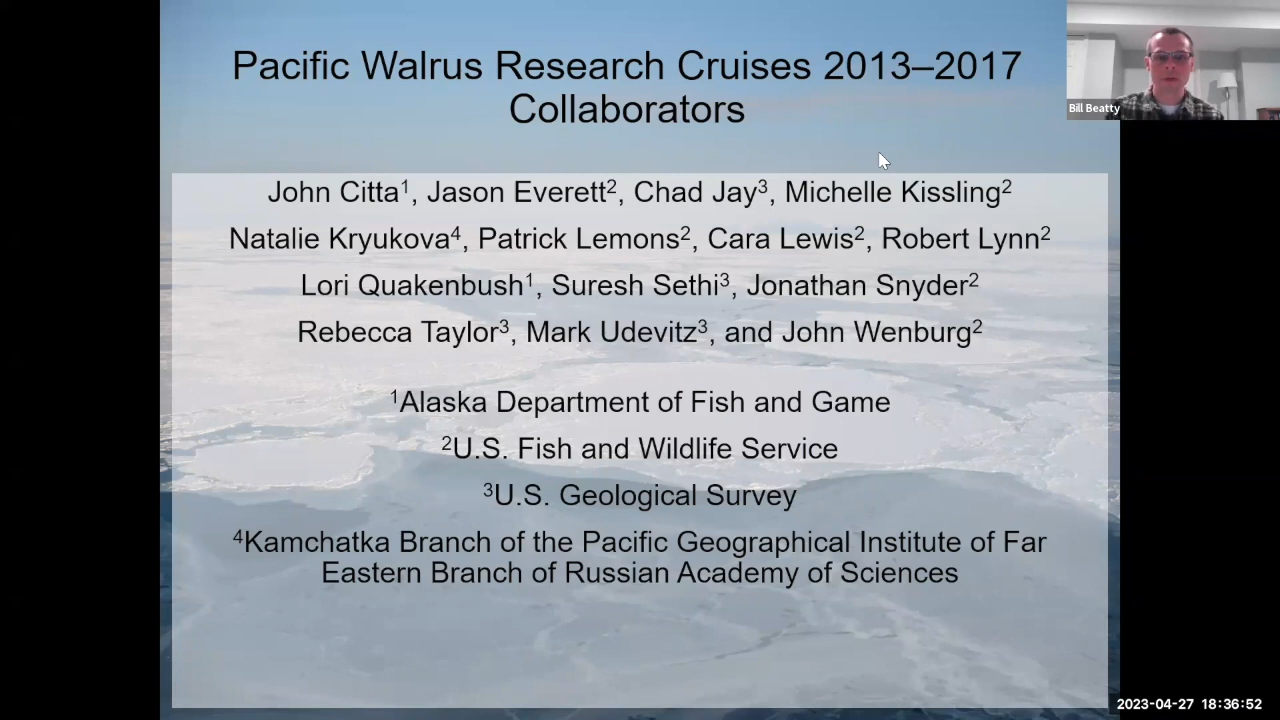 Pacific Walrus Research Cruises 2013–2017
Collaborators
Bill Beatty
John Citta¹, Jason Everett², Chad Jay³, Michelle Kissling²
Natalie Kryukova⁴, Patrick Lemons², Cara Lewis², Robert Lynn²
Lori Quakenbush¹, Suresh Sethi³, Jonathan Snyder²
Rebecca Taylor³, Mark Udevitz³, and John Wenburg²
¹Alaska Department of Fish and Game
²U.S. Fish and Wildlife Service
³U.S. Geological Survey
⁴Kamchatka Branch of the Pacific Geographical Institute of Far
Eastern Branch of Russian Academy of Sciences
2023-04-27 18:36:52